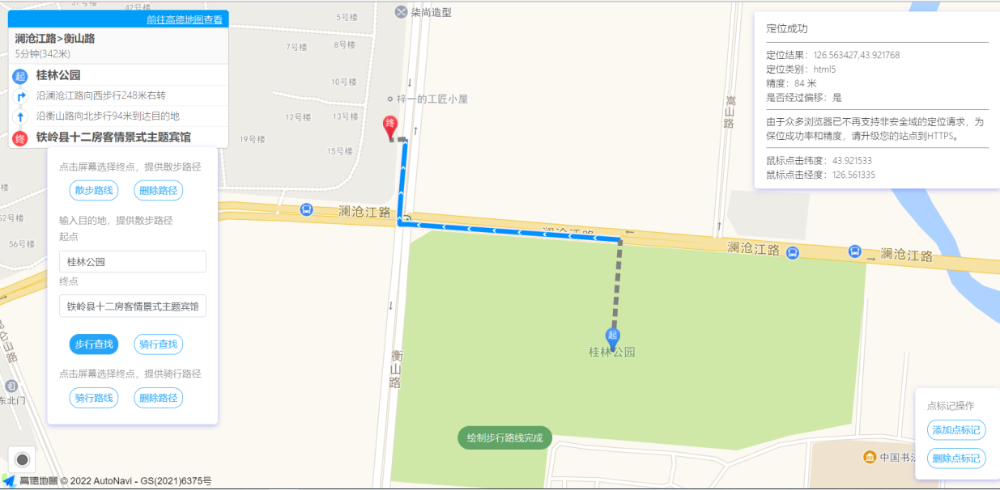 前往高德地图查看
澜沧江路>衡山路
5分钟(342米)
起
桂林公园
沿澜沧江路向西步行248米右转
沿衡山路向北步行94米到达目的地
终
铁岭县十二房客情景式主题宾馆
点击屏幕选择终点，提供散步路径
散步路线
删除路径
输入目的地，提供散步路径
起点
桂林公园
终点
铁岭县十二房客情景式主题宾馆
步行查找
骑行查找
点击屏幕选择终点，提供骑行路径
骑行路线
删除路径
42号楼
5号楼
7号楼
8号楼
10号楼
12号楼
13号楼
19号楼
15号楼
56号楼
柒尚造型
梓一的工匠小屋
终
嵩山路
澜沧江路
澜沧江路
澜沧江路
澜沧江路
起
桂林公园
衡山路
东北门
绘制步行路线完成
中国书法
定位成功
定位结果：126.563427,43.921768
定位类别：html5
精度：84 米
是否经过偏移：是
由于众多浏览器已不再支持非安全域的定位请求，为
保位成功率和精度，请升级您的站点到HTTPS。
鼠标点击纬度：43.921533
鼠标点击经度：126.561335
点标记操作
添加点标记
删除点标记
高德地图 © 2022 AutoNavi - GS(2021)6375号